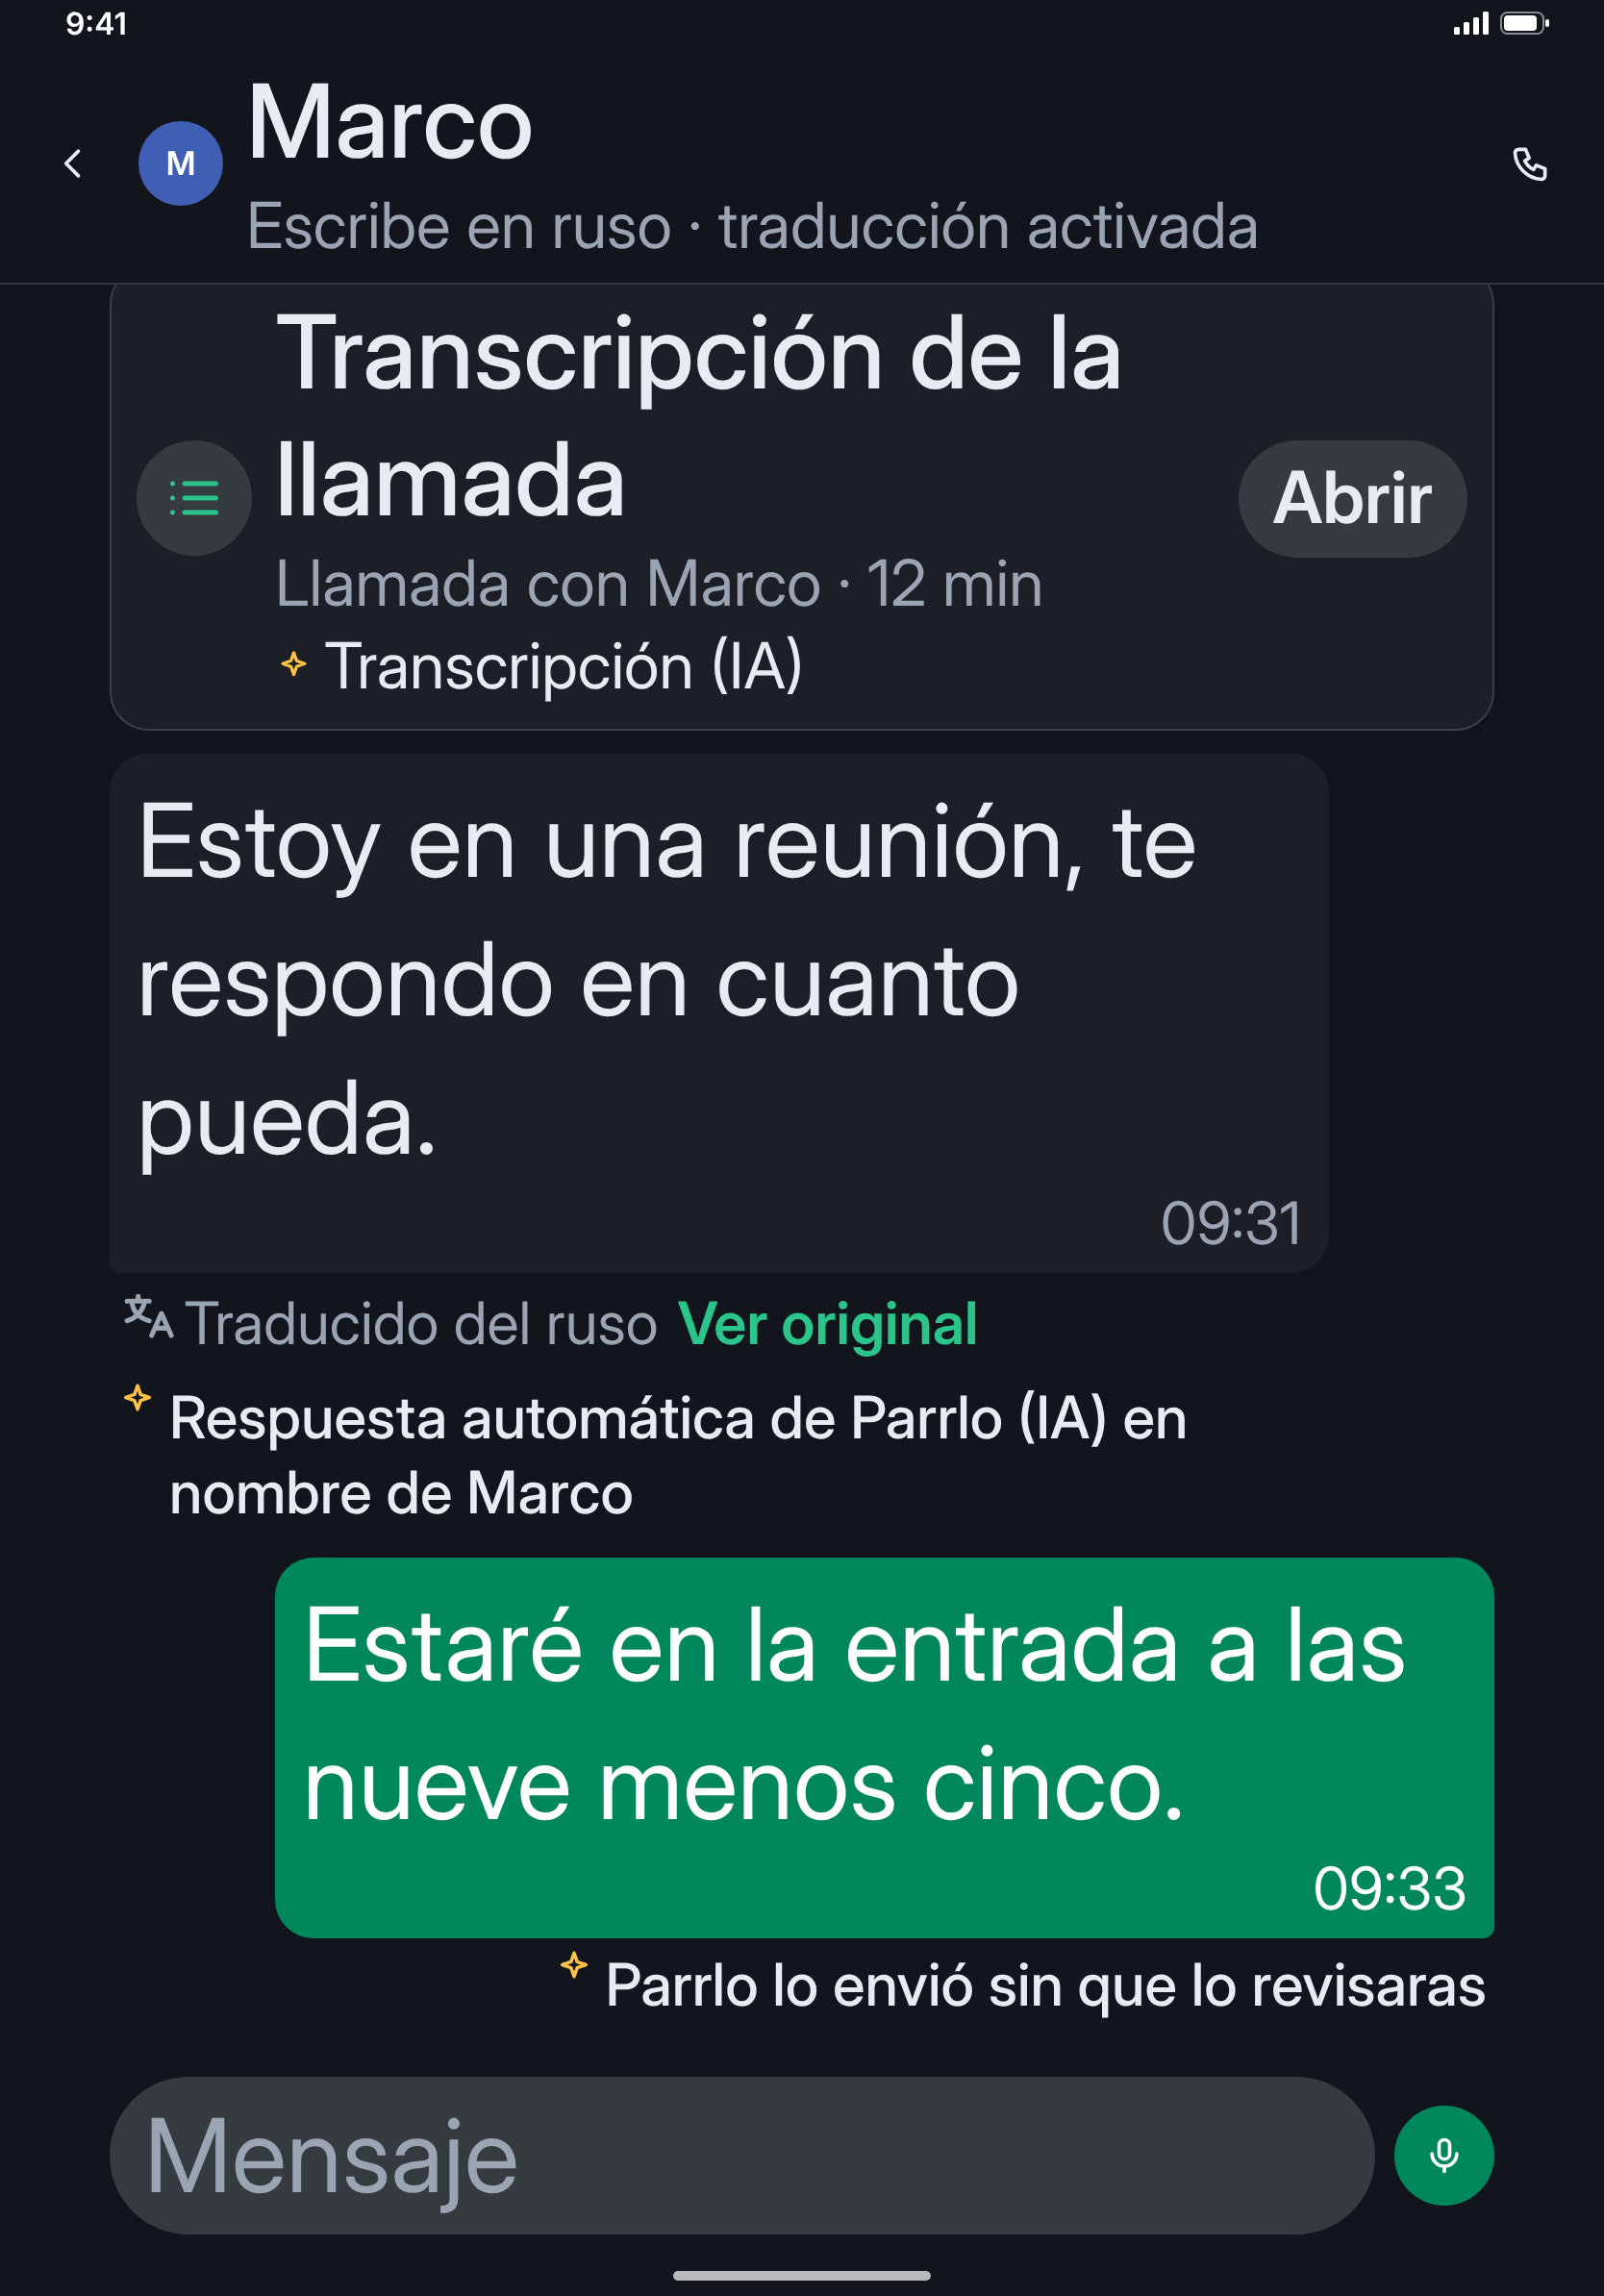 9:41
M
Marco
Escribe en ruso · traducción activada
Transcripción de la
llamada
Llamada con Marco · 12 min
Transcripción (IA)
Abrir
Estoy en una reunión, te
respondo en cuanto
pueda.
09:31
Traducido del ruso Ver original
Respuesta automática de Parrlo (IA) en
nombre de Marco
Estaré en la entrada a las
nueve menos cinco.
09:33
Parrlo lo envió sin que lo revisaras
Mensaje